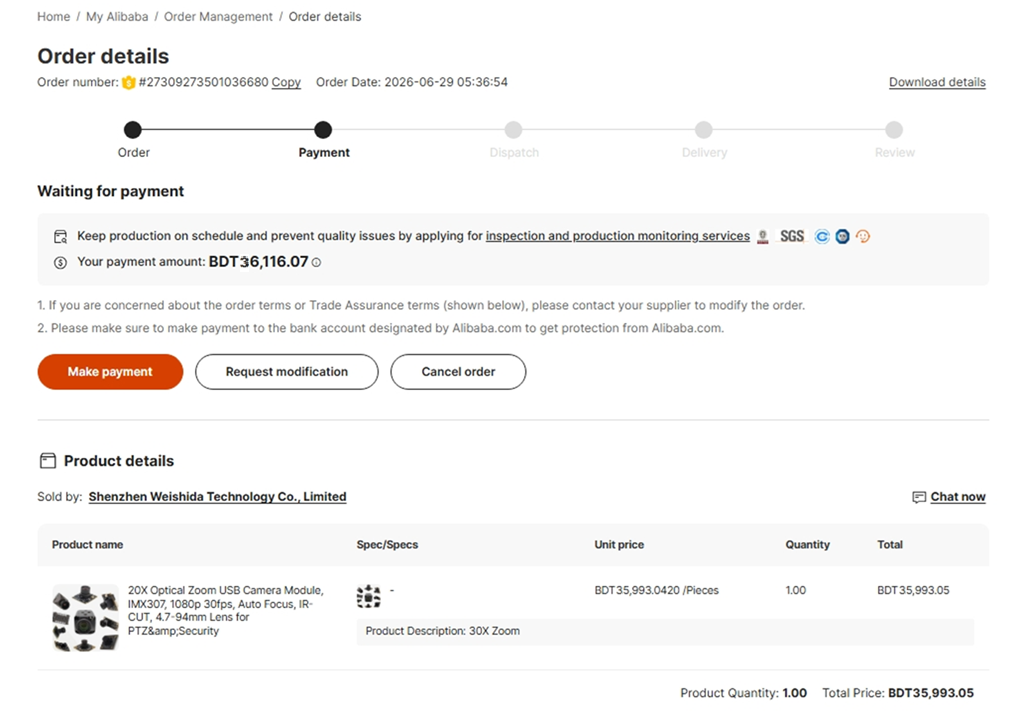 Home / My Alibaba / Order Management / Order details
Order details
Order number: #27309273501036680 Copy Order Date: 2026-06-29 05:36:54
Download details
Order
Payment
Dispatch
Delivery
Review
Waiting for payment
Keep production on schedule and prevent quality issues by applying for inspection and production monitoring services SGS
Your payment amount: BDT36,116.07
1. If you are concerned about the order terms or Trade Assurance terms (shown below), please contact your supplier to modify the order.
2. Please make sure to make payment to the bank account designated by Alibaba.com to get protection from Alibaba.com.
Make payment
Request modification
Cancel order
Product details
Sold by: Shenzhen Weishida Technology Co., Limited
Chat now
Product name Spec/Specs Unit price Quantity Total
20X Optical Zoom USB Camera Module,
IMX307, 1080p 30fps, Auto Focus, IR-
CUT, 4.7-94mm Lens for
PTZ&amp;Security
-
BDT35,993.0420 /Pieces
1.00
BDT35,993.05
Product Description: 30X Zoom
Product Quantity: 1.00 Total Price: BDT35,993.05